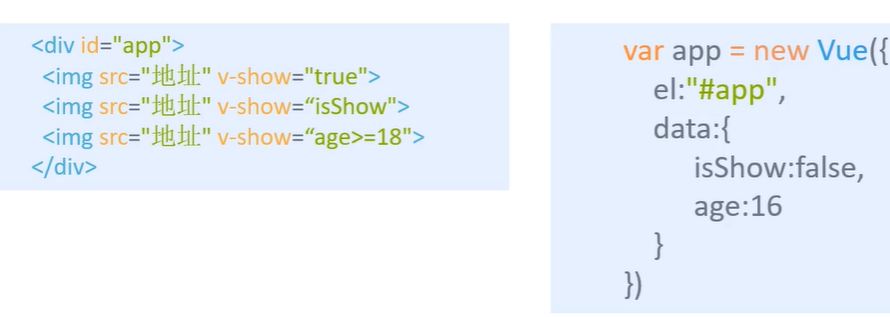 <div id="app">
<img src="地址" v-show="true">
<img src="地址" v-show=“isShow">
<img src="地址" v-show=“age>=18">
</div>
var app = new Vue({
el:"#app",
data:{
isShow:false,
age:16
}
})